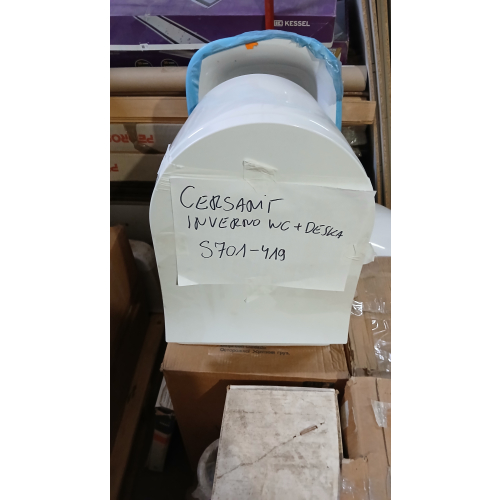 KESSEL
CERSANIT
INVERNO WC + DESKA
S701-419